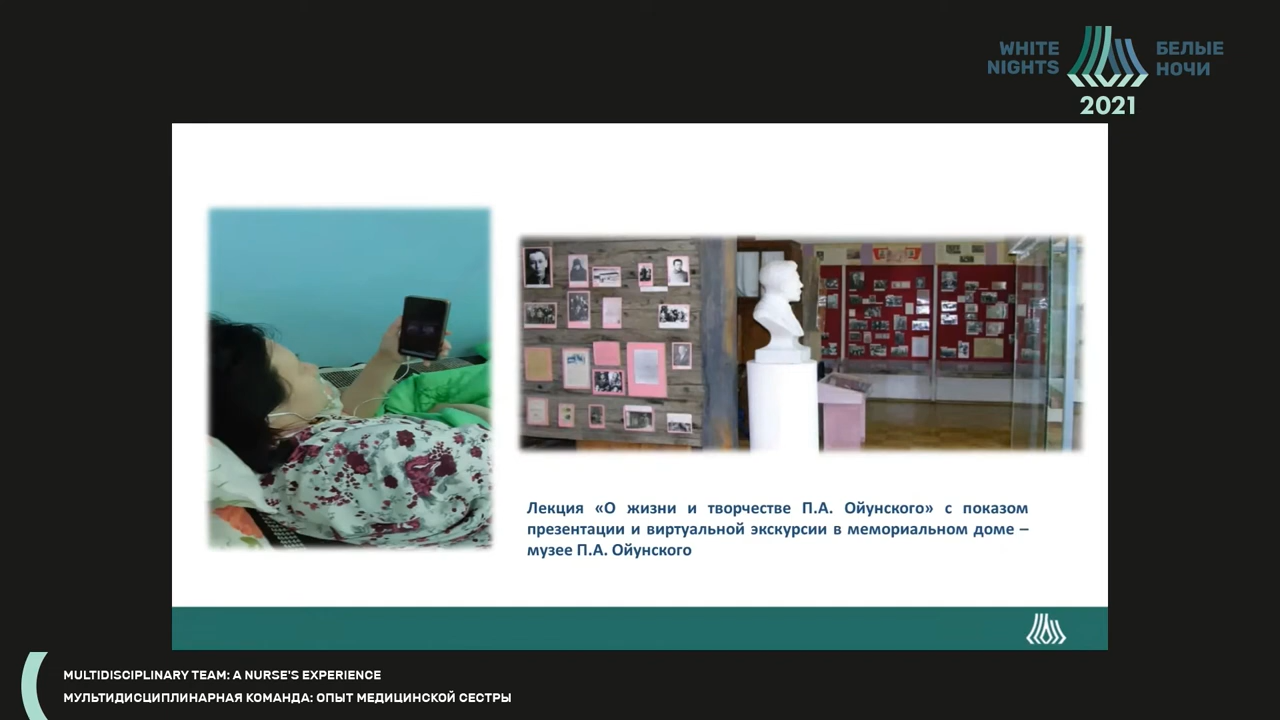 WHITE
NIGHTS
БЕЛЫЕ
НОЧИ
2021
Лекция «О жизни и творчестве П.А. Ойунского» с показом
презентации и виртуальной экскурсии в мемориальном доме –
музее П.А. Ойунского
MULTIDISCIPLINARY TEAM: A NURSE'S EXPERIENCE
МУЛЬТИДИСЦИПЛИНАРНАЯ КОМАНДА: ОПЫТ МЕДИЦИНСКОЙ СЕСТРЫ